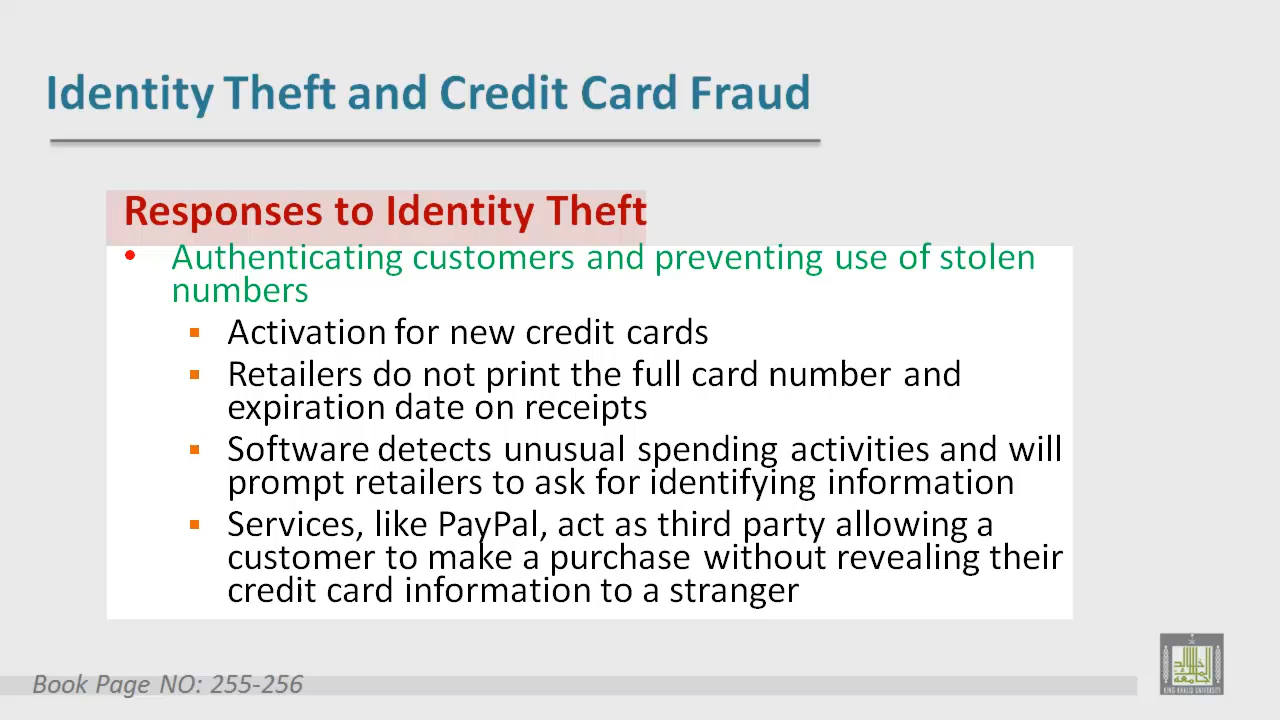 Identity Theft and Credit Card Fraud
Responses to Identity Theft
• Authenticating customers and preventing use of stolen
numbers
▪ Activation for new credit cards
▪ Retailers do not print the full card number and
expiration date on receipts
▪ Software detects unusual spending activities and will
prompt retailers to ask for identifying information
▪ Services, like PayPal, act as third party allowing a
customer to make a purchase without revealing their
credit card information to a stranger
Book Page NO: 255-256
KING KHALID UNIVERSITY